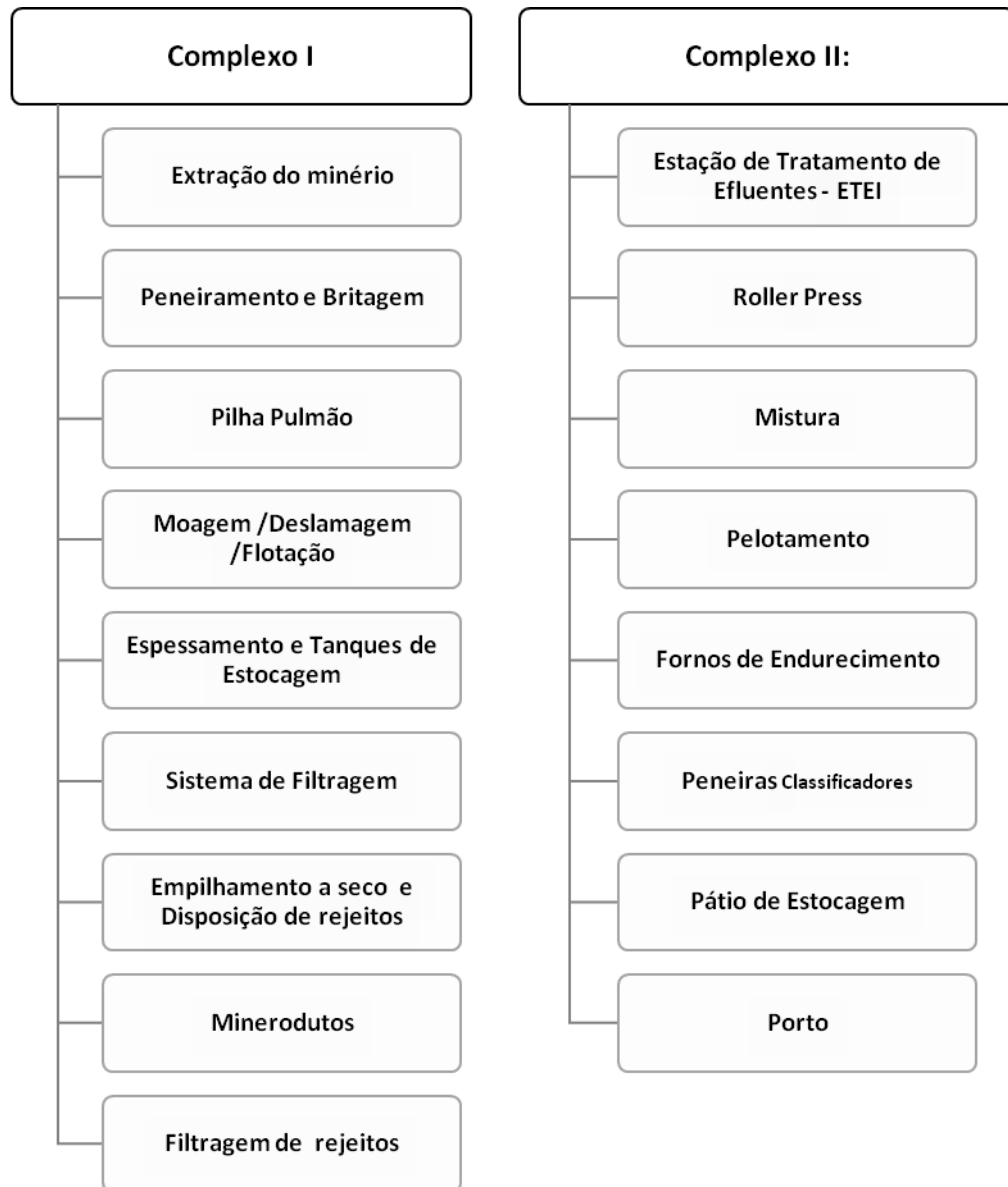 Complexo I
Extração do minério
Peneiramento e Britagem
Pilha Pulmão
Moagem /Deslamagem
/Flotação
Espessamento e Tanques de
Estocagem
Sistema de Filtragem
Empilhamento a seco e
Disposição de rejeitos
Minerodutos
Filtragem de rejeitos
Complexo II:
Estação de Tratamento de
Efluentes - ETEI
Roller Press
Mistura
Pelotamento
Fornos de Endurecimento
Peneiras Classificadores
Pátio de Estocagem
Porto